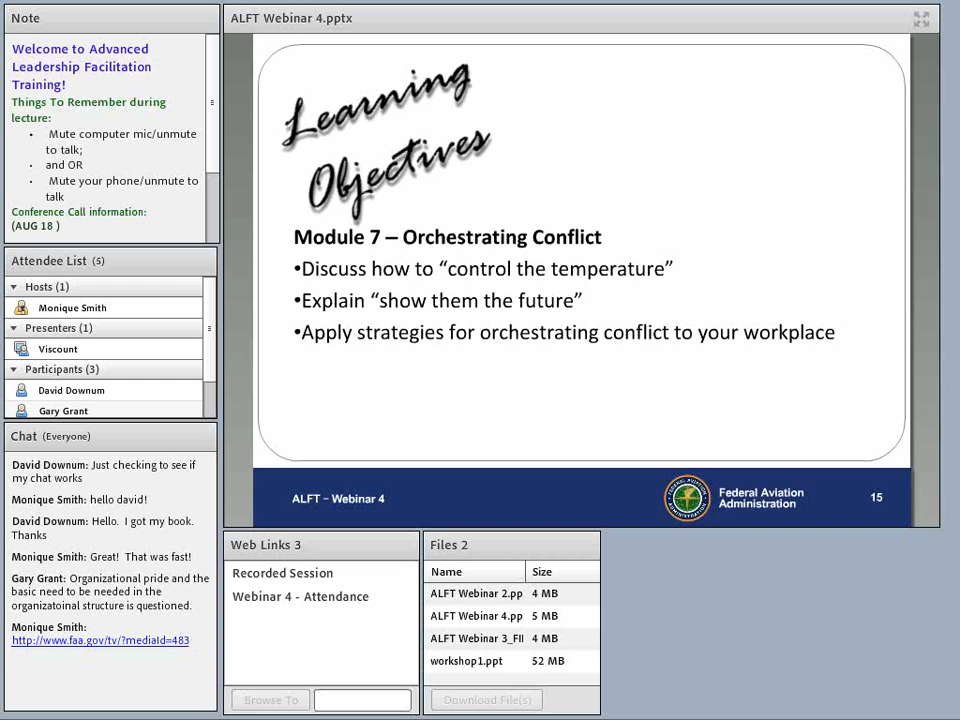 Note
Welcome to Advanced
Leadership Facilitation
Training!
Things To Remember during
lecture:
• Mute computer mic/unmute
to talk;
• and OR
• Mute your phone/unmute to
talk
Conference Call information:
(AUG 18 )
Attendee List (5)
Hosts (1)
Monique Smith
Presenters (1)
Viscount
Participants (3)
David Downum
Gary Grant
Chat (Everyone)
David Downum: Just checking to see if
my chat works
Monique Smith: hello david!
David Downum: Hello. I got my book.
Thanks
Monique Smith: Great! That was fast!
Gary Grant: Organizational pride and the
basic need to be needed in the
organizatoinal structure is questioned.
Monique Smith:
http://www.faa.gov/tv/?mediaId=483
ALFT Webinar 4.pptx
Learning
Objectives
Module 7 – Orchestrating Conflict
•Discuss how to “control the temperature”
•Explain “show them the future”
•Apply strategies for orchestrating conflict to your workplace
ALFT – Webinar 4
Federal Aviation
Administration
15
Web Links 3
Recorded Session
Webinar 4 - Attendance
Browse To
Files 2
Name Size
ALFT Webinar 2.pp 4 MB
ALFT Webinar 4.pp 5 MB
ALFT Webinar 3_FII 4 MB
workshop1.ppt 52 MB
Download File(s)